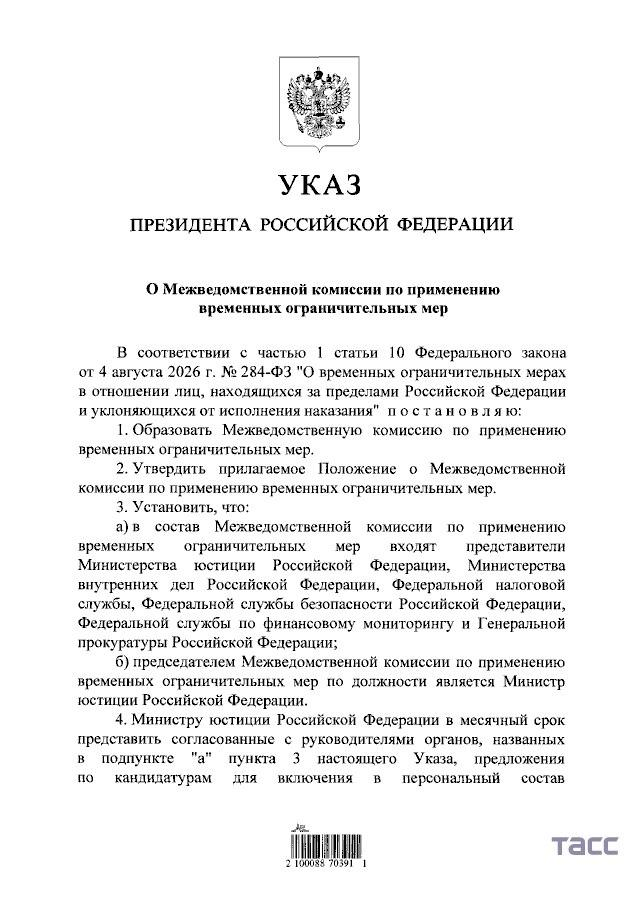 УКАЗ
ПРЕЗИДЕНТА РОССИЙСКОЙ ФЕДЕРАЦИИ
О Межведомственной комиссии по применению
временных ограничительных мер
В соответствии с частью 1 статьи 10 Федерального закона
от 4 августа 2026 г. № 284-ФЗ "О временных ограничительных мерах
в отношении лиц, находящихся за пределами Российской Федерации
и уклоняющихся от исполнения наказания" п о с т а н о в л я ю:
1. Образовать Межведомственную комиссию по применению
временных ограничительных мер.
2. Утвердить прилагаемое Положение о Межведомственной
комиссии по применению временных ограничительных мер.
3. Установить, что:
а) в состав Межведомственной комиссии по применению
временных ограничительных мер входят представители
Министерства юстиции Российской Федерации, Министерства
внутренних дел Российской Федерации, Федеральной налоговой
службы, Федеральной службы безопасности Российской Федерации,
Федеральной службы по финансовому мониторингу и Генеральной
прокуратуры Российской Федерации;
б) председателем Межведомственной комиссии по применению
временных ограничительных мер по должности является Министр
юстиции Российской Федерации.
4. Министру юстиции Российской Федерации в месячный срок
представить согласованные с руководителями органов, названных
в подпункте "а" пункта 3 настоящего Указа, предложения
по кандидатурам для включения в персональный состав
2 100088 70391 1
ТАСС